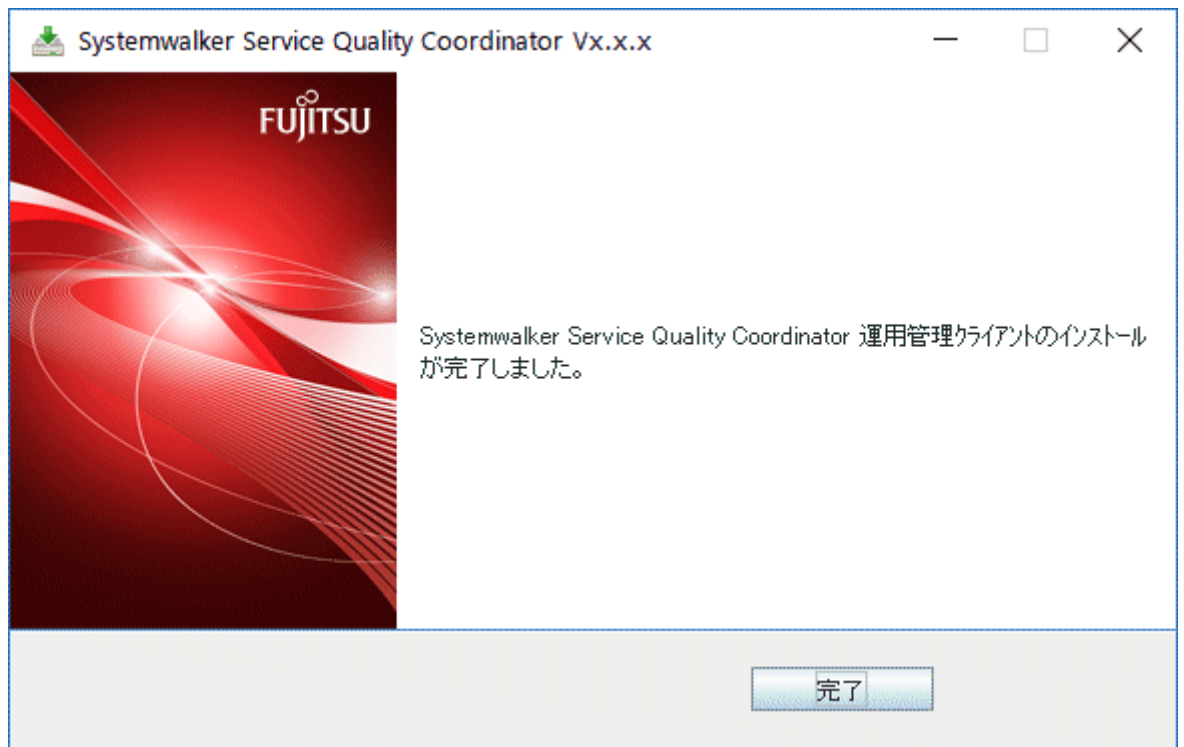 Systemwalker Service Quality Coordinator Vx.x.x
FUJITSU
Systemwalker Service Quality Coordinator 運用管理クライアントのインストール
が完了しました。
完了